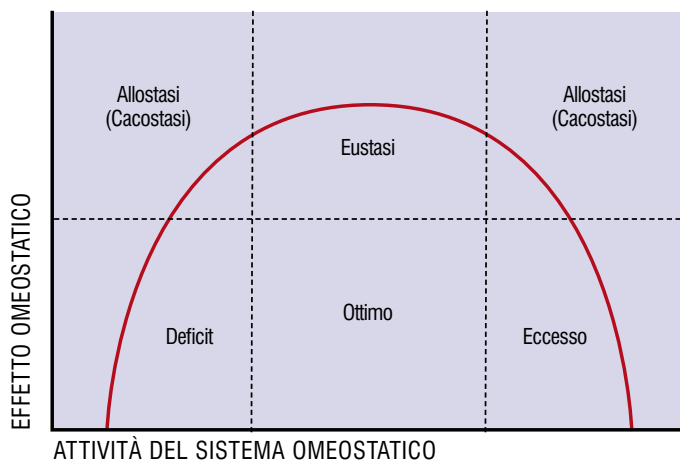 Allostasi
(Cacostasi)
Eustasi
Allostasi
(Cacostasi)
Deficit
Ottimo
Eccesso
EFFETTO OMEOSTATICO
ATTIVITÀ DEL SISTEMA OMEOSTATICO